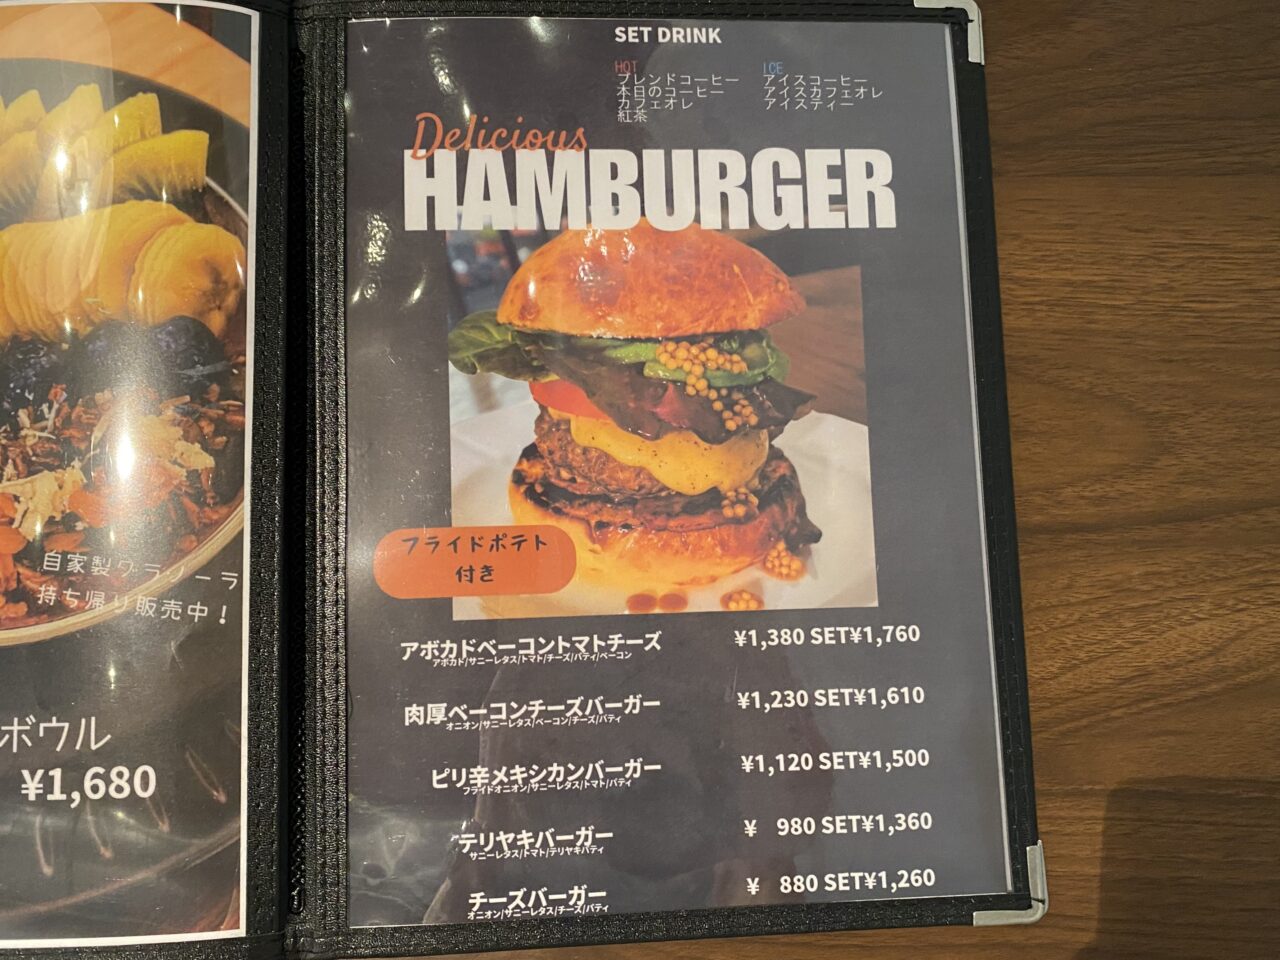 自家製グラノーラ
持ち帰り販売中！
ボウル
¥1,680
SET DRINK
HOT
ブレンドコーヒー
本日のコーヒー
カフェオレ
紅茶
ICE
アイスコーヒー
アイスカフェオレ
アイスティー
Delicious
HAMBURGER
フライドポテト
付き
アボカドベーコントマトチーズ ¥1,380 SET¥1,760
アボカド/サニーレタス/トマト/チーズ/パティ/ベーコン
肉厚ベーコンチーズバーガー ¥1,230 SET¥1,610
オニオン/サニーレタス/ベーコン/チーズ/パティ
ピリ辛メキシカンバーガー ¥1,120 SET¥1,500
フライドオニオン/サニーレタス/トマト/パティ
テリヤキバーガー ¥ 980 SET¥1,360
サニーレタス/トマト/テリヤキパティ
チーズバーガー ¥ 880 SET¥1,260
オニオン/サニーレタス/チーズ/パティ